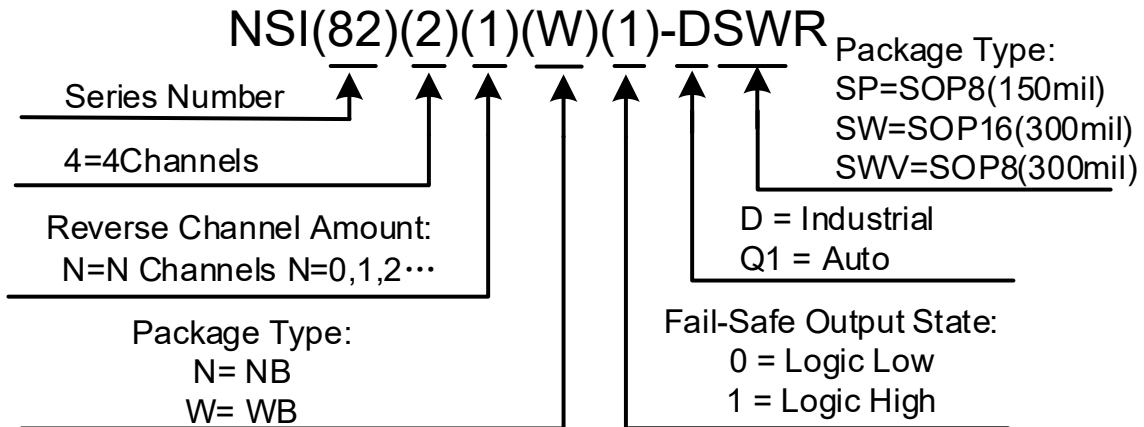 NSI(82)(2)(1)(W)(1)-DSWR
Series Number
4=4Channels
Reverse Channel Amount:
N=N Channels N=0,1,2···
Package Type:
N= NB
W= WB
Package Type:
SP=SOP8(150mil)
SW=SOP16(300mil)
SWV=SOP8(300mil)
D = Industrial
Q1 = Auto
Fail-Safe Output State:
0 = Logic Low
1 = Logic High